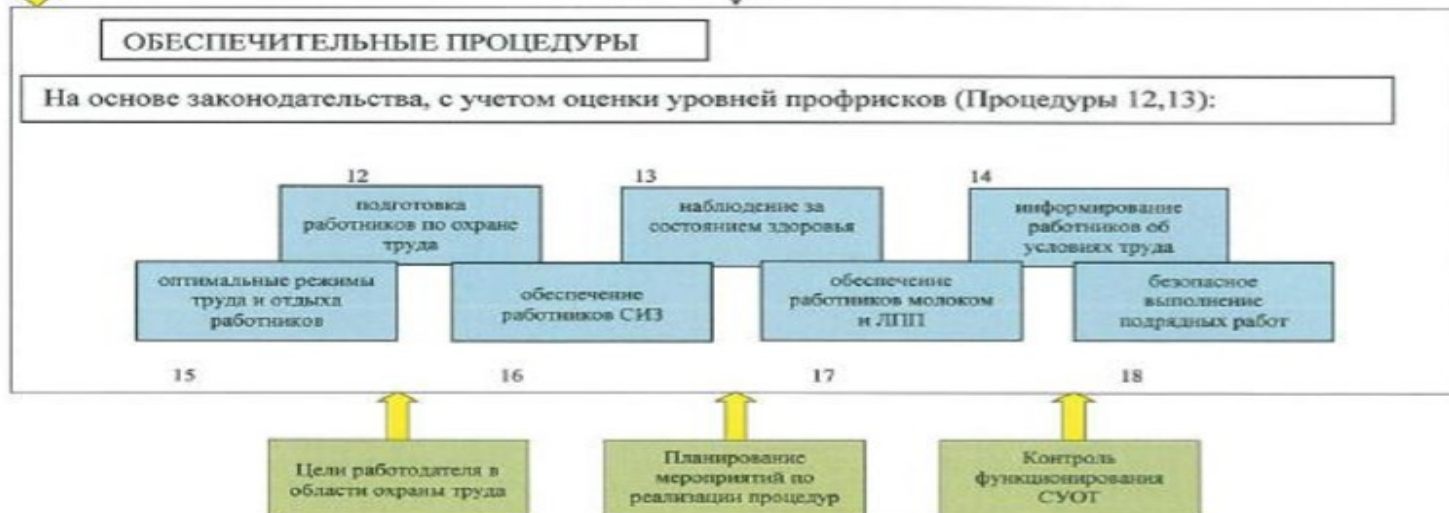 ОБЕСПЕЧИТЕЛЬНЫЕ ПРОЦЕДУРЫ
На основе законодательства, с учетом оценки уровней профрисков (Процедуры 12,13):
12
13
14
подготовка
работников по охране
труда
наблюдение за
состоянием здоровья
информирование
работников об
условиях труда
оптимальные режимы
труда и отдыха
работников
обеспечение
работников СИЗ
обеспечение
работников молоком
и ЛПП
безопасное
выполнение
подрядных работ
15
16
17
18
Цели работодателя в
области охраны труда
Планирование
мероприятий по
реализации процедур
Контроль
функционирования
СУОТ